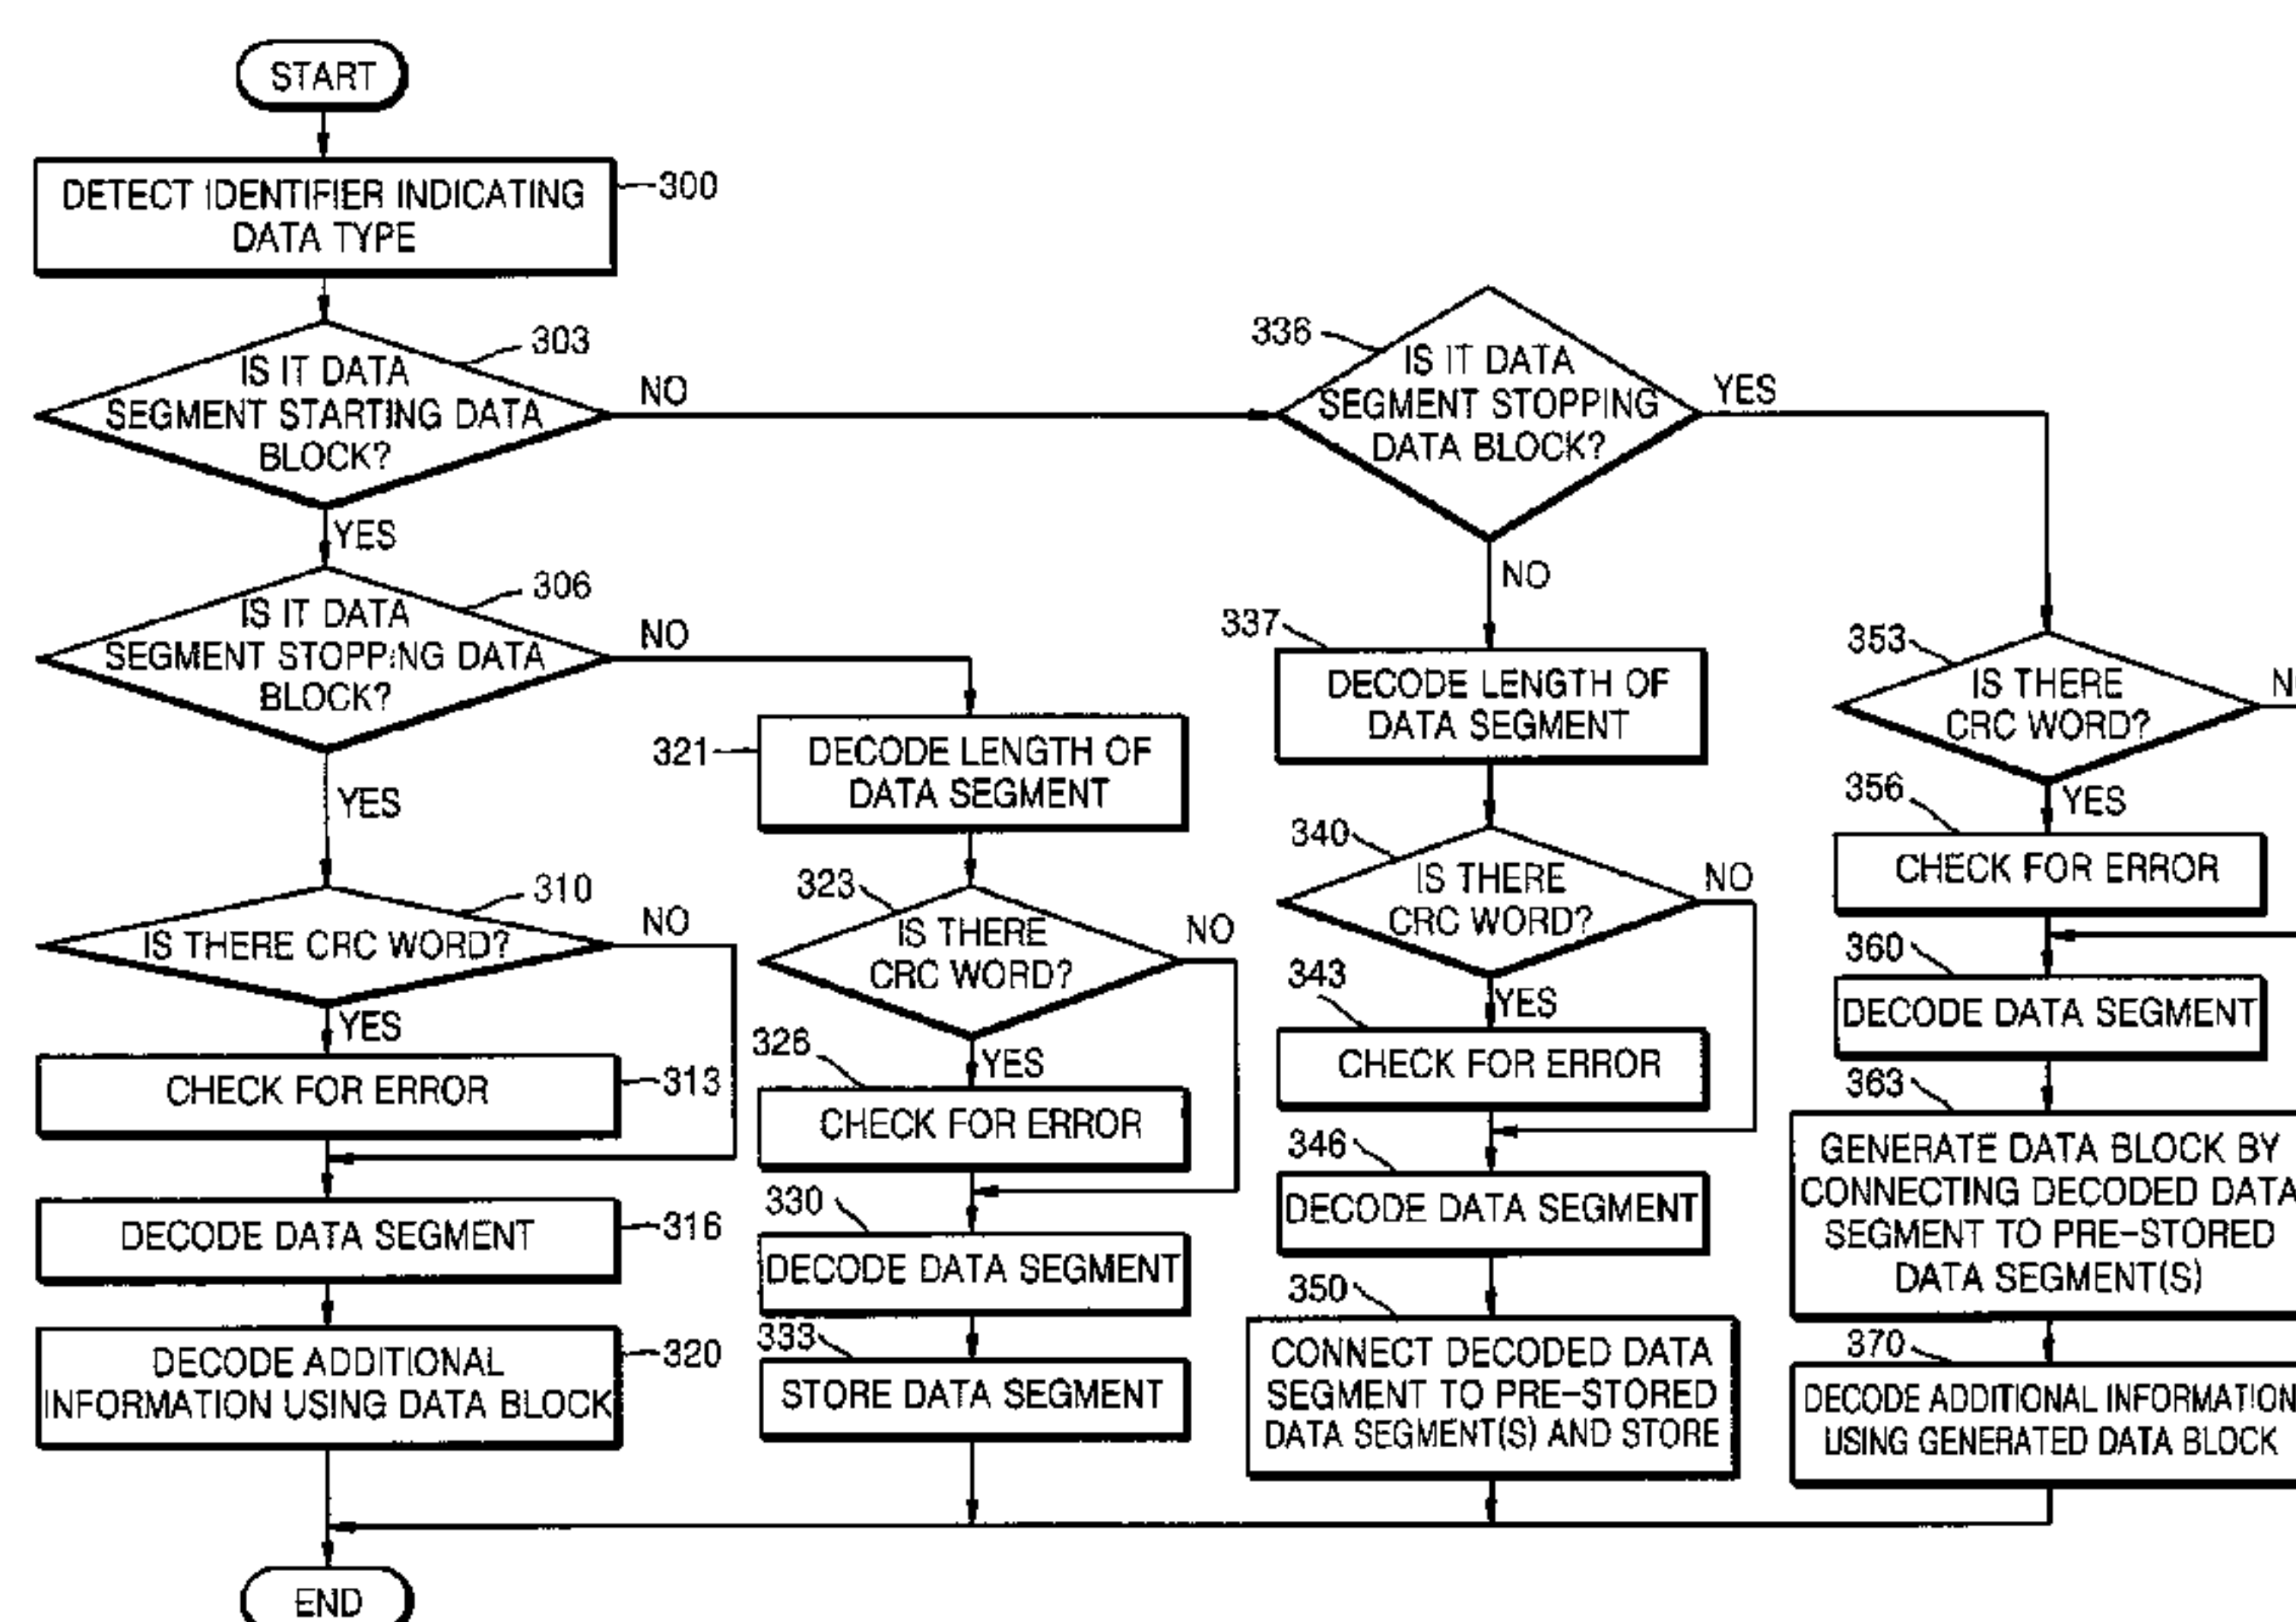 START
DETECT IDENTIFIER INDICATING
DATA TYPE
300
IS IT DATA
SEGMENT STARTING DATA
BLOCK?
303
NO
YES
IS IT DATA
SEGMENT STOPPING DATA
BLOCK?
306
NO
YES
IS THERE CRC WORD?
310
NO
YES
CHECK FOR ERROR
313
DECODE DATA SEGMENT
316
DECODE ADDITIONAL
INFORMATION USING DATA BLOCK
320
END
321
DECODE LENGTH OF
DATA SEGMENT
323
IS THERE
CRC WORD?
NO
YES
326
CHECK FOR ERROR
330
DECODE DATA SEGMENT
333
STORE DATA SEGMENT
336
IS IT DATA
SEGMENT STOPPING
DATA BLOCK?
YES
NO
337
DECODE LENGTH OF
DATA SEGMENT
340
IS THERE
CRC WORD?
NO
YES
343
CHECK FOR ERROR
346
DECODE DATA SEGMENT
350
CONNECT DECODED DATA
SEGMENT TO PRE-STORED
DATA SEGMENT(S) AND STORE
353
IS THERE
CRC WORD?
YES
356
CHECK FOR ERROR
360
DECODE DATA SEGMENT
363
GENERATE DATA BLOCK BY
CONNECTING DECODED DATA
SEGMENT TO PRE-STORED
DATA SEGMENT(S)
370
DECODE ADDITIONAL INFORMATION
USING GENERATED DATA BLOCK